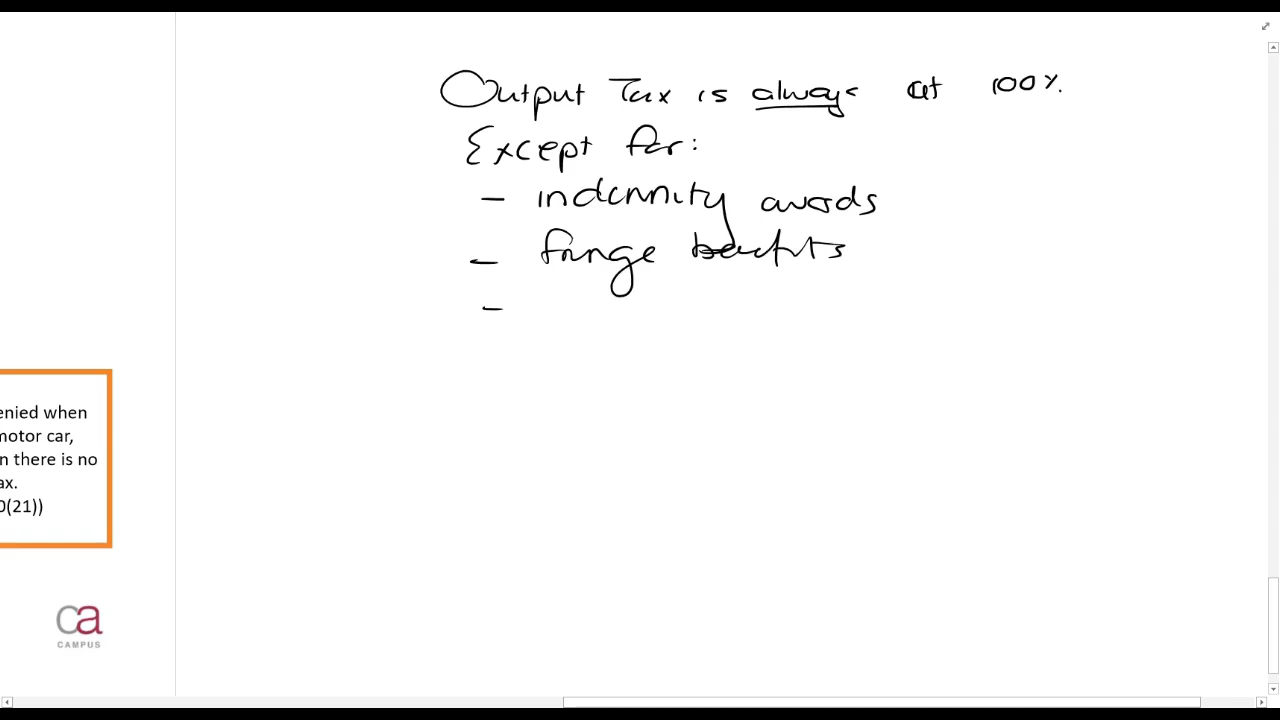 Output Tax is always at 100%
Except for:
- indemnity awards
- fringe benefits
-
enied when
motor car,
n there is no
ax.
0(21))
ca
CAMPUS